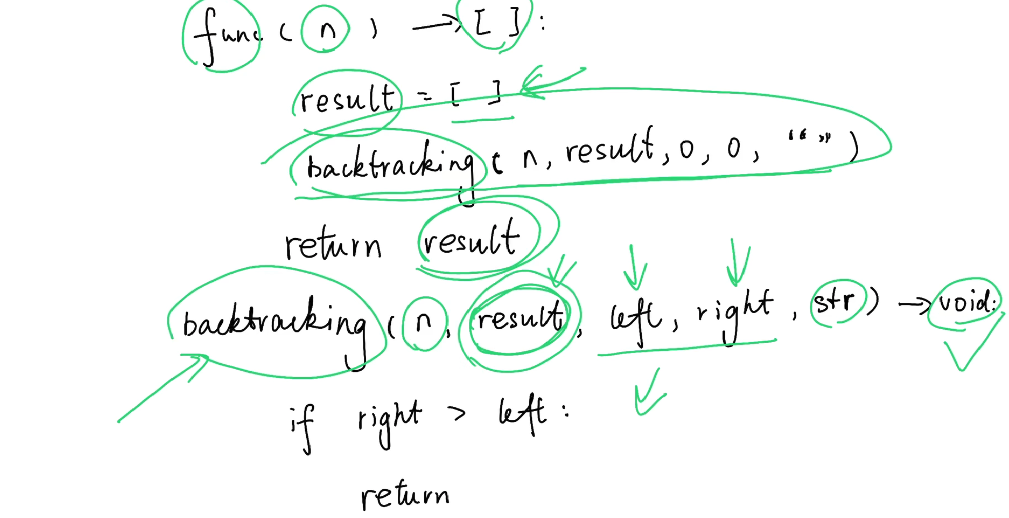 func ( n ) → [ ] :
result = [ ]
backtracking ( n, result, 0, 0, “ ” )
return result
backtracking ( n, result, left, right, str ) → void:
if right > left :
return